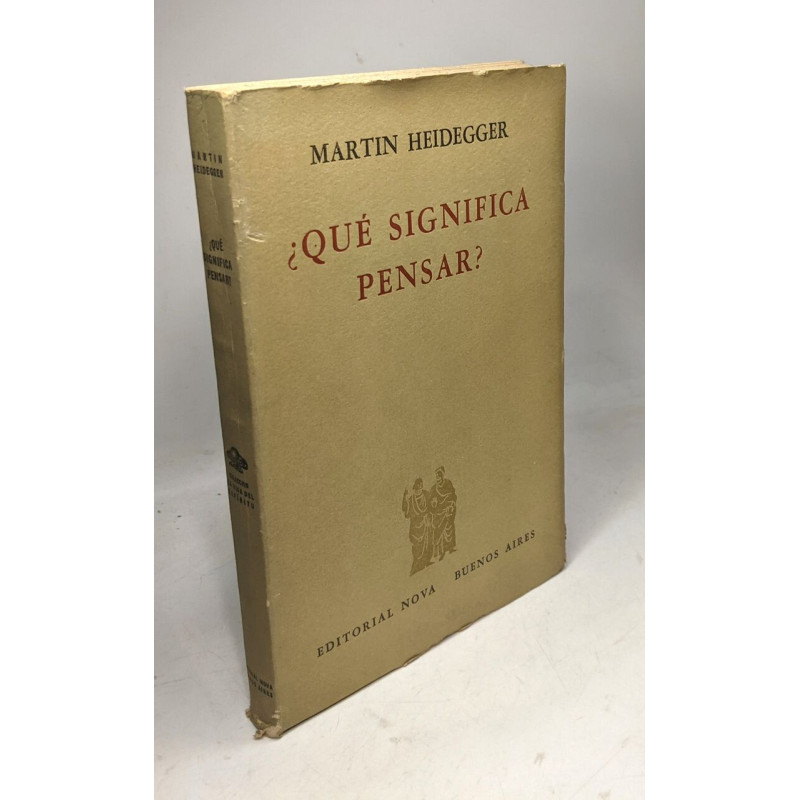 MARTIN HEIDEGGER
¿QUÉ SIGNIFICA
PENSAR?
EDITORIAL NOVA BUENOS AIRES
MARTIN
HEIDEGGER
¿QUÉ
SIGNIFICA
PENSAR?